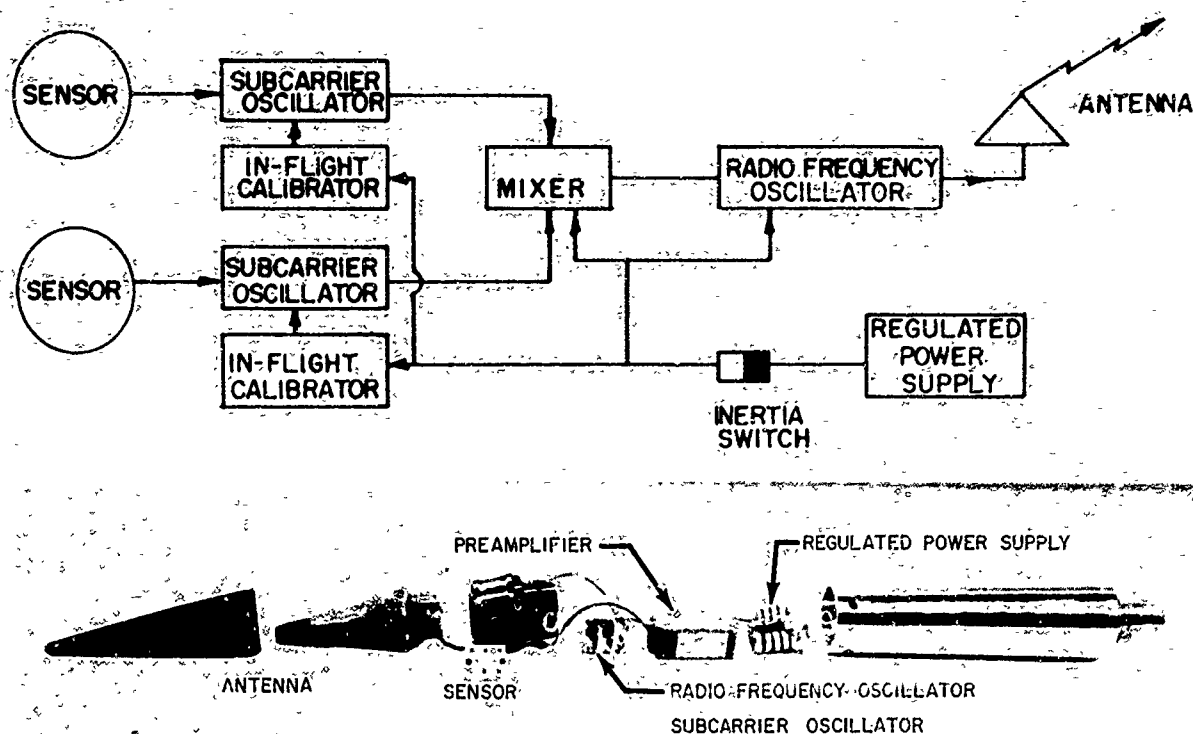 SENSOR
SUBCARRIER
OSCILLATOR
IN-FLIGHT
CALIBRATOR
MIXER
RADIO FREQUENCY
OSCILLATOR
ANTENNA
SENSOR
SUBCARRIER
OSCILLATOR
IN-FLIGHT
CALIBRATOR
INERTIA
SWITCH
REGULATED
POWER
SUPPLY
PREAMPLIFIER
REGULATED POWER SUPPLY
ANTENNA
SENSOR
RADIO FREQUENCY OSCILLATOR
SUBCARRIER OSCILLATOR